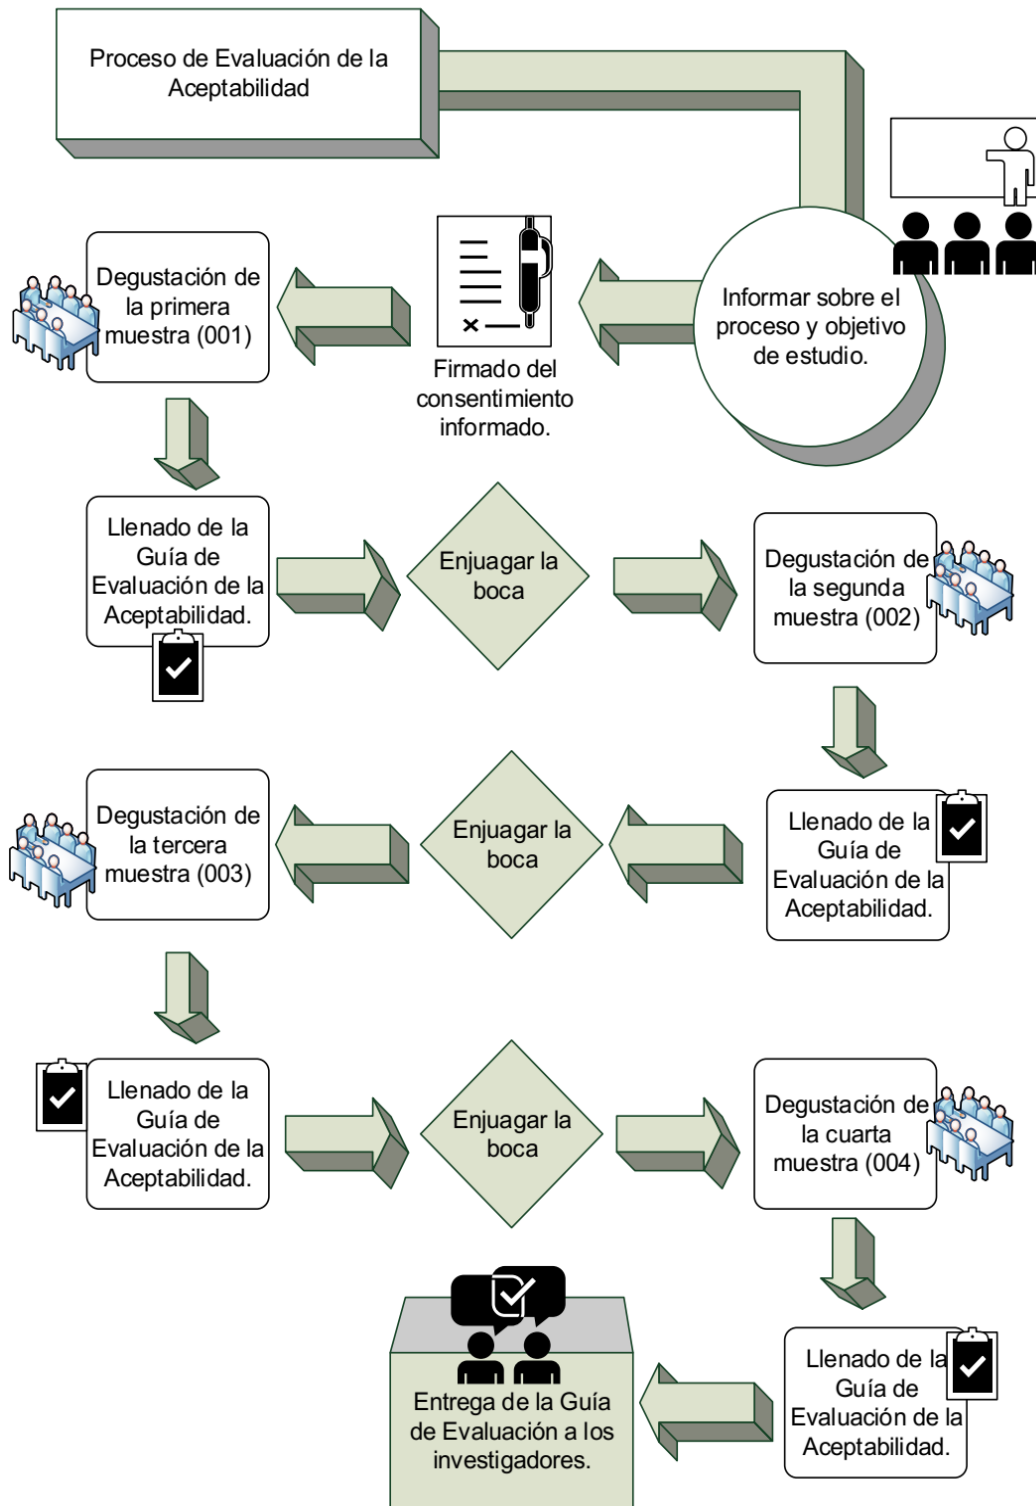 Proceso de Evaluación de la
Aceptabilidad
Informar sobre el
proceso y objetivo
de estudio.
Firmado del
consentimiento
informado.
Degustación de
la primera
muestra (001)
Llenado de la
Guía de
Evaluación de la
Aceptabilidad.
Enjuagar la
boca
Degustación de
la segunda
muestra (002)
Llenado de la
Guía de
Evaluación de la
Aceptabilidad.
Enjuagar la
boca
Degustación de
la tercera
muestra (003)
Llenado de la
Guía de
Evaluación de la
Aceptabilidad.
Enjuagar la
boca
Degustación de
la cuarta
muestra (004)
Llenado de la
Guía de
Evaluación de la
Aceptabilidad.
Entrega de la Guía
de Evaluación a los
investigadores.